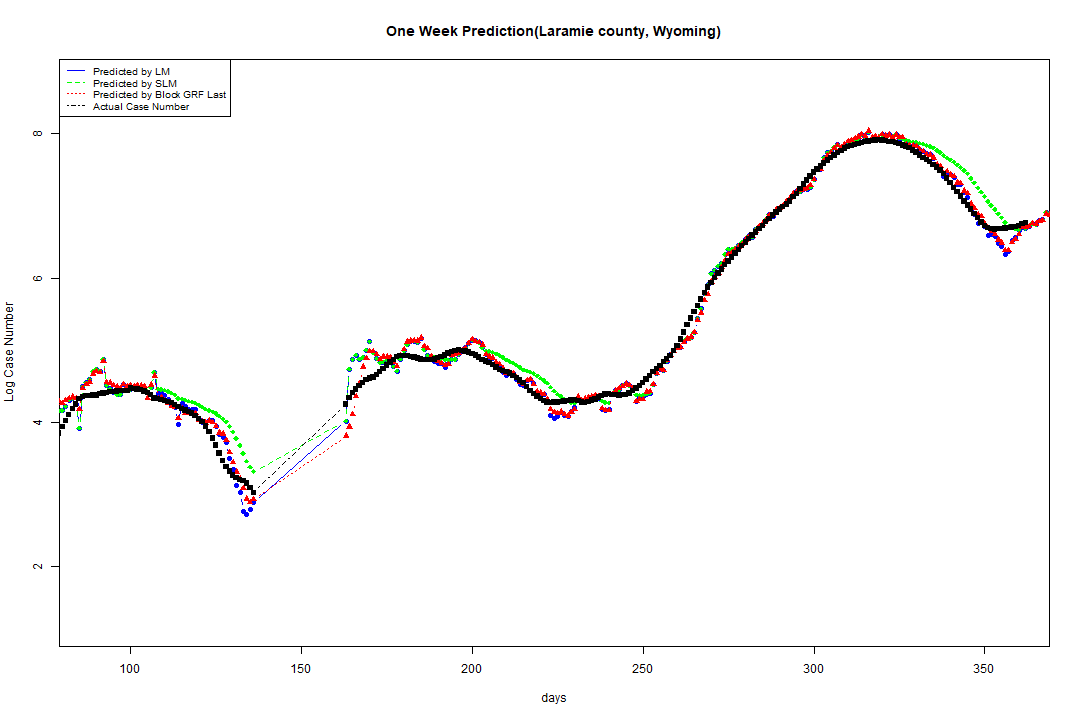 One Week Prediction(Laramie county, Wyoming)
Predicted by LM
Predicted by SLM
Predicted by Block GRF Last
Actual Case Number
8
6
4
2
Log Case Number
100 150 200 250 300 350
days